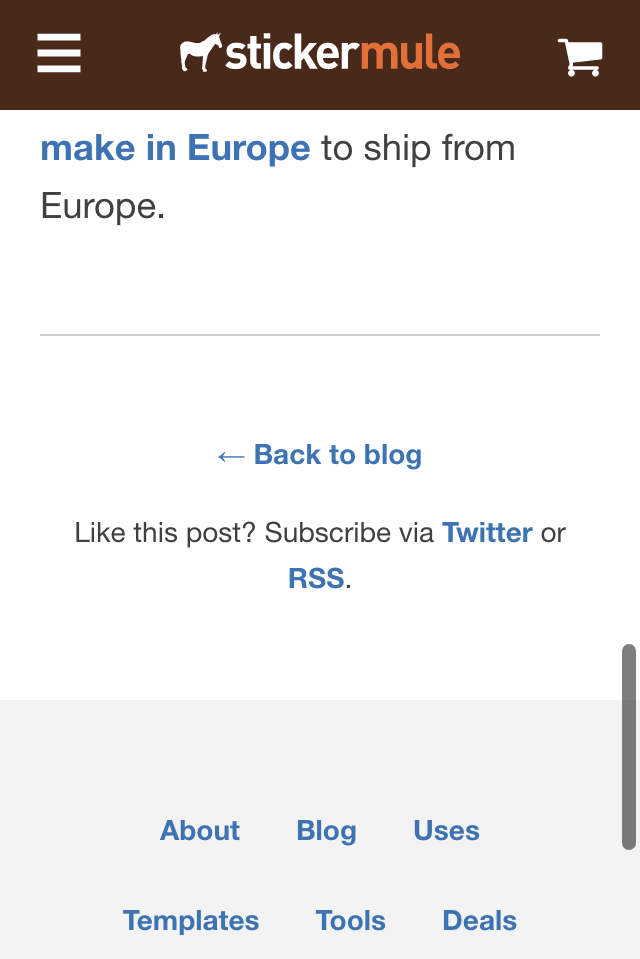 stickermule
make in Europe to ship from
Europe.
← Back to blog
Like this post? Subscribe via Twitter or
RSS.
About Blog Uses
Templates Tools Deals